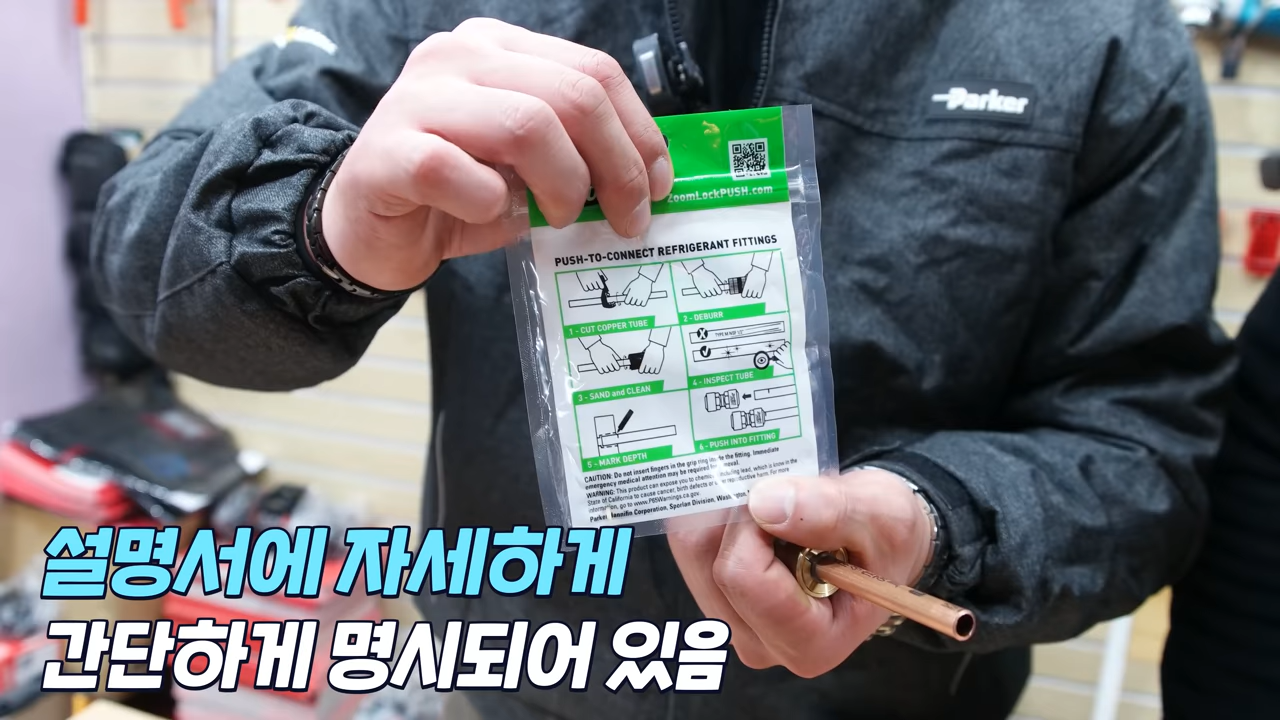 Parker
ZoomLockPUSH.com
PUSH-TO-CONNECT REFRIGERANT FITTINGS
1 - CUT COPPER TUBE
2 - DEBURR
3 - SAND and CLEAN
4 - INSPECT TUBE
5 - MARK DEPTH
6 - PUSH INTO FITTING
CAUTION: Do not insert fingers in the grip ring inside the fitting. Immediate
emergency medical attention may be required for removal.
WARNING: This product can expose you to chemicals including lead, which is known in the
State of California to cause cancer, birth defects or other reproductive harm. For more
information, go to www.P65Warnings.ca.gov
Parker Hannifin Corporation, Sporlan Division, Washington,
설명서에 자세하게
간단하게 명시되어 있음